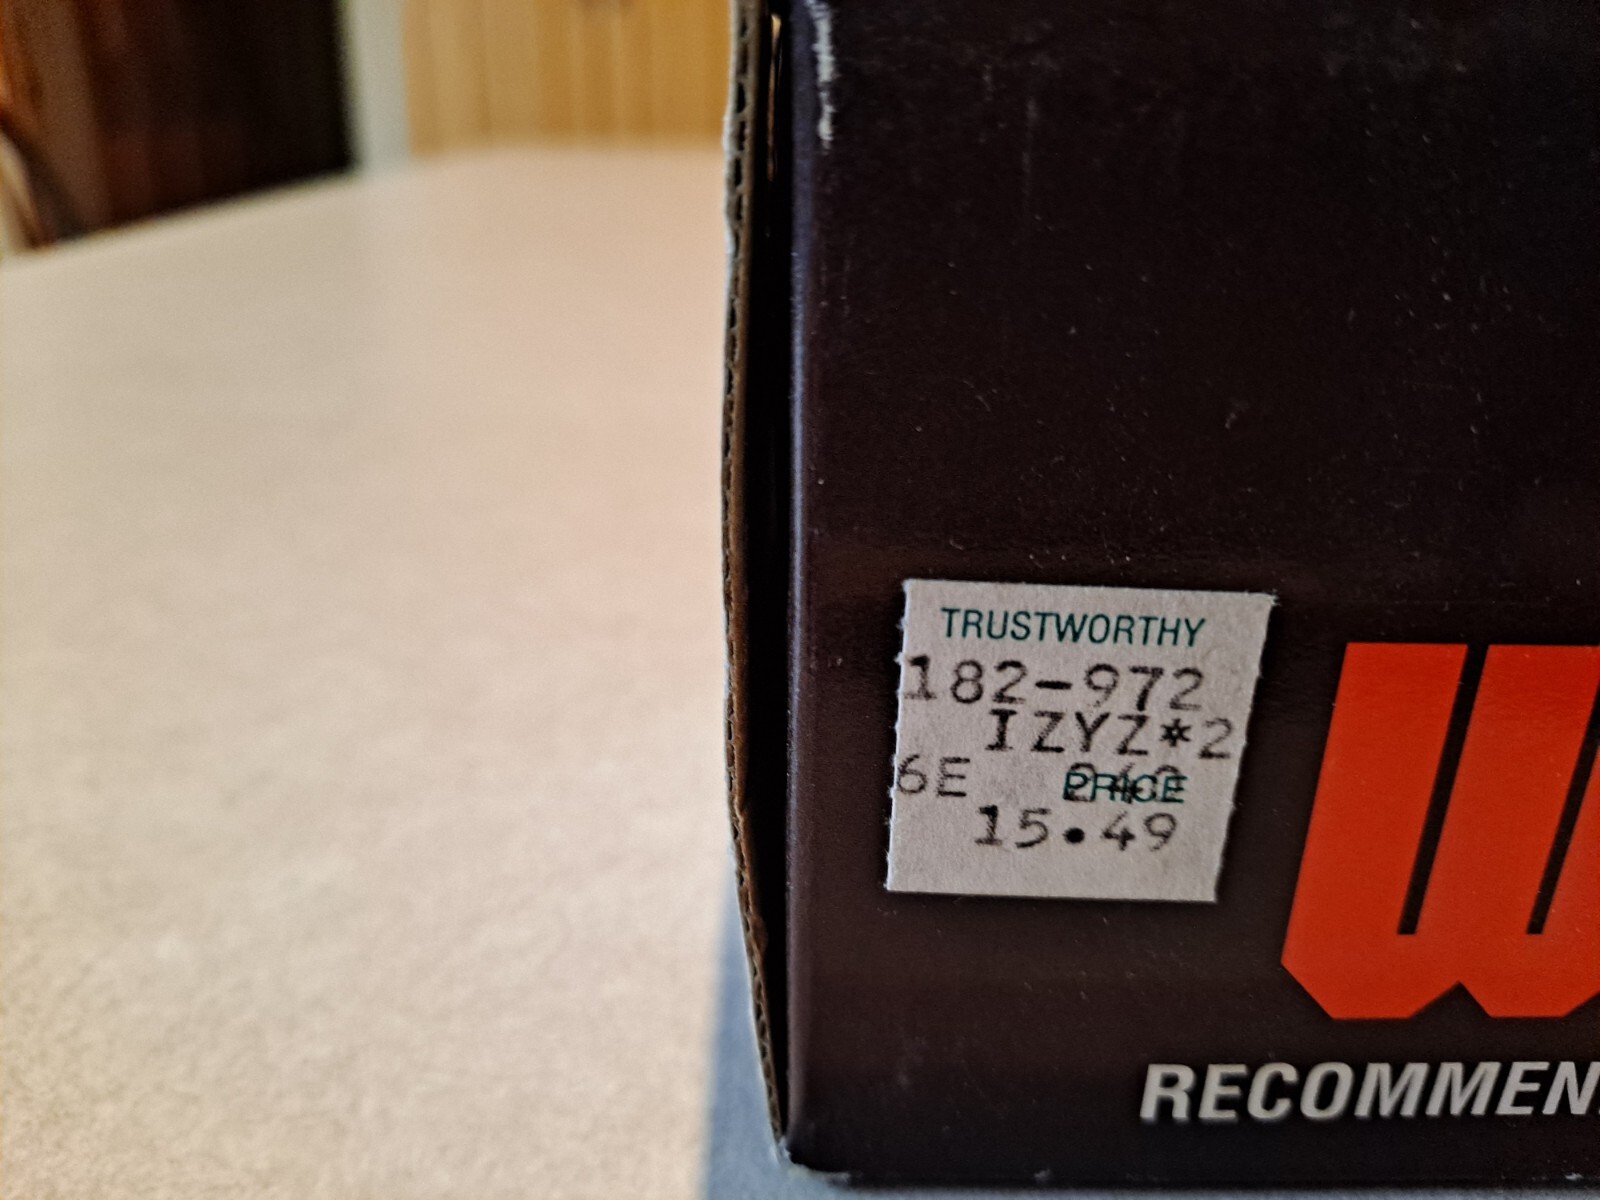 TRUSTWORTHY
182-972
IZYZ*2
6E
PRICE
15.49
W
RECOMMEN